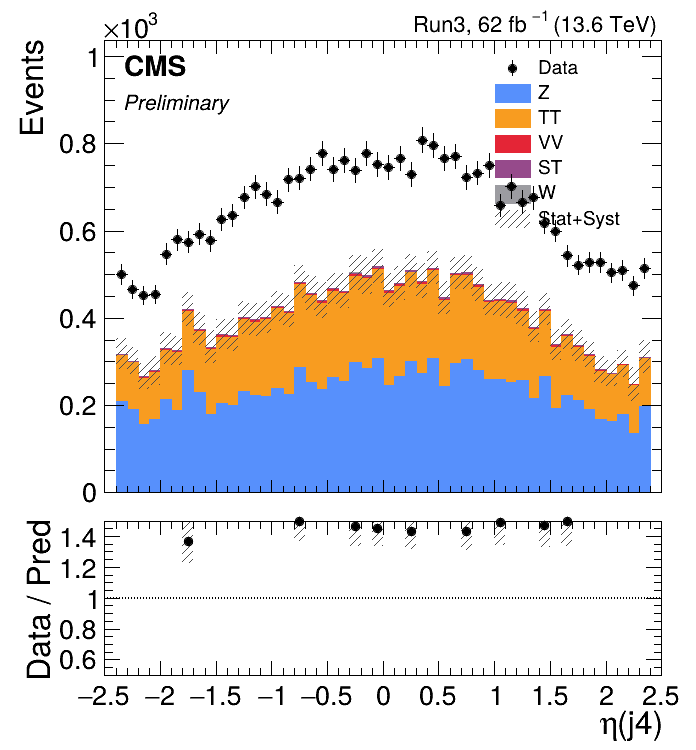 ×10³
Run3, 62 fb⁻¹ (13.6 TeV)
Events
CMS
Preliminary
Data
Z
TT
VV
ST
W
Stat+Syst
1
0.8
0.6
0.4
0.2
0
Data / Pred
1.4
1.2
1
0.8
0.6
−2.5 −2 −1.5 −1 −0.5 0 0.5 1 1.5 2 2.5
η(j4)